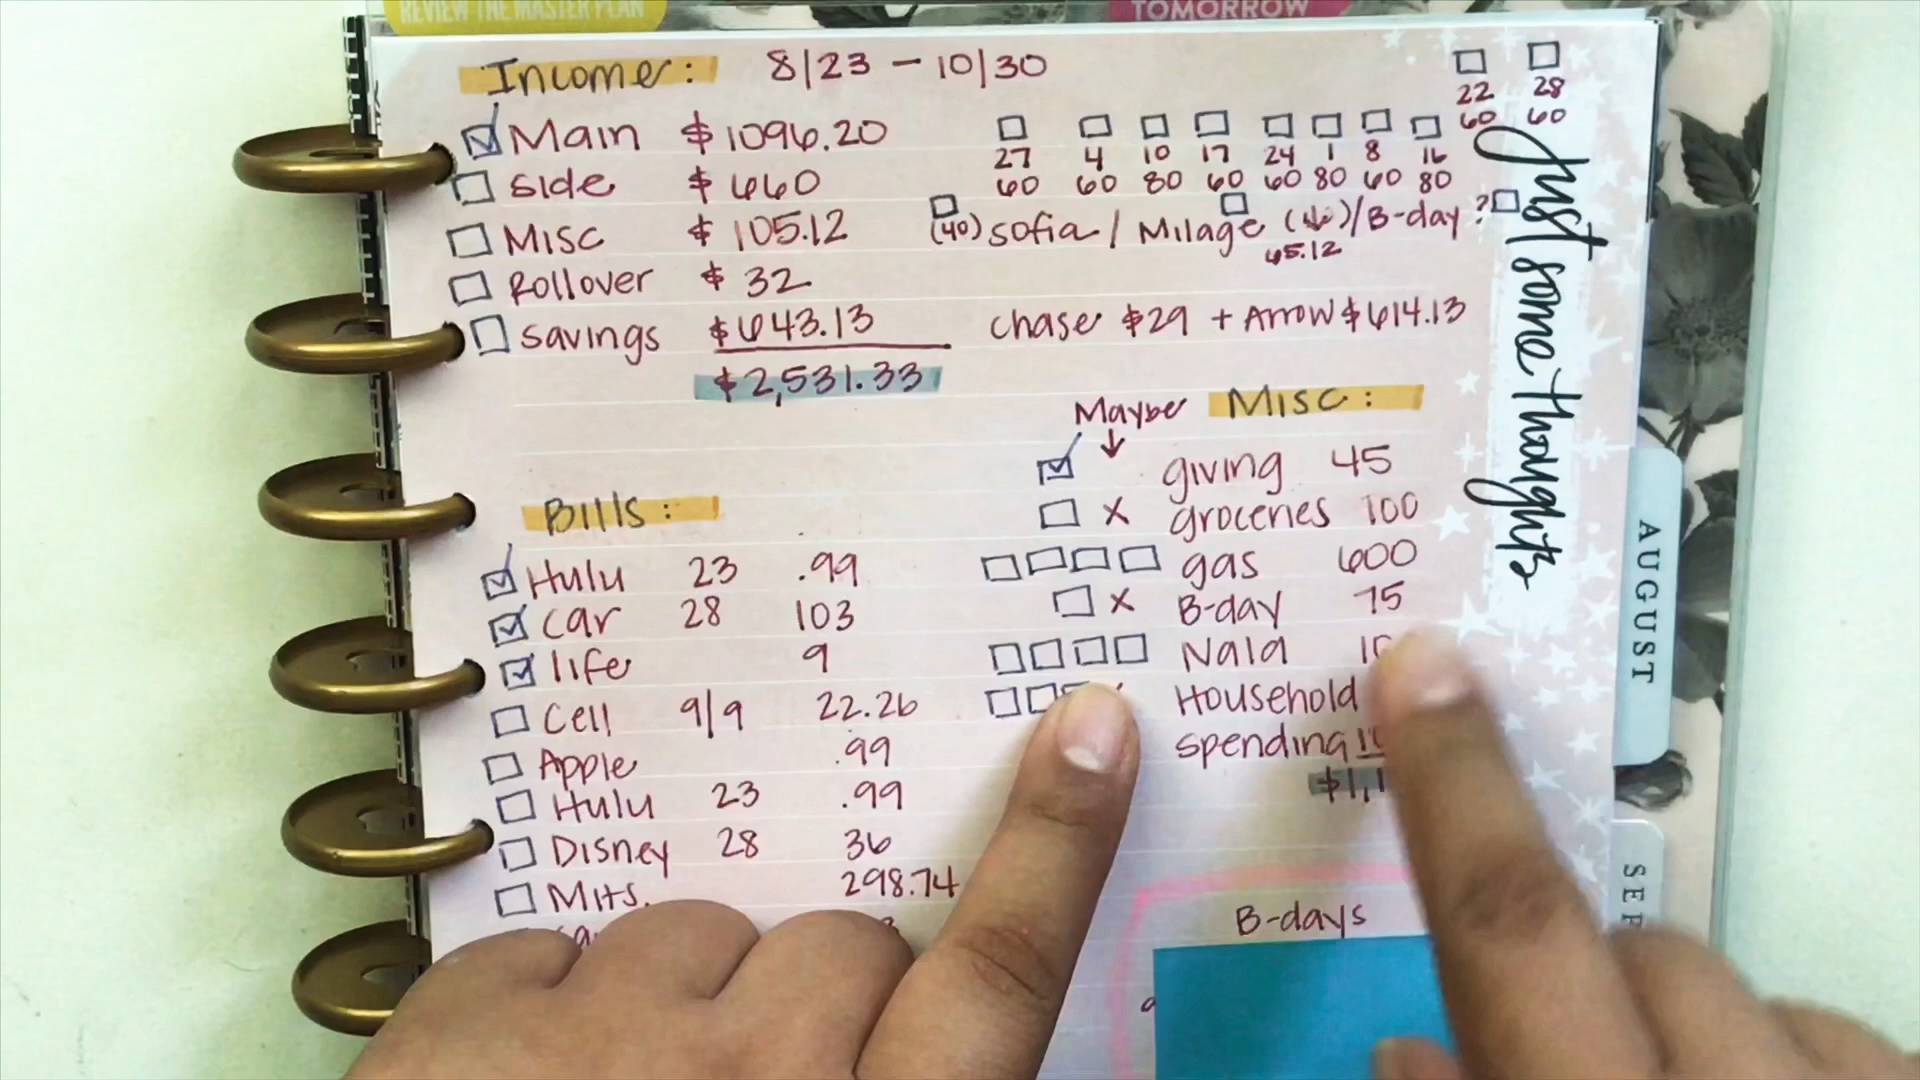 REVIEW THE MASTER PLAN
TOMORROW
Income: 8/23 - 10/30
22 28
60 60
Main $1096.20
27 4 10 17 24 1 8 16
60 60 80 60 60 80 60 80
Side $660
Misc $105.12 (40) Sofia / Milage ( )/B-day ?
65.12
Rollover $32
Savings $643.13 Chase $29 + Arrow $614.13
$2,531.33
Maybe Misc:
giving 45
Bills: X groceries 100
Hulu 23 .99 gas 600
Car 28 103 X B-day 75
life 9 Nala
Cell 9/9 22.26 Household
Apple .99 spending
Hulu 23 .99
Disney 28 36
Mits. 298.74
B-days
Just some thoughts
AUGUST
SEP